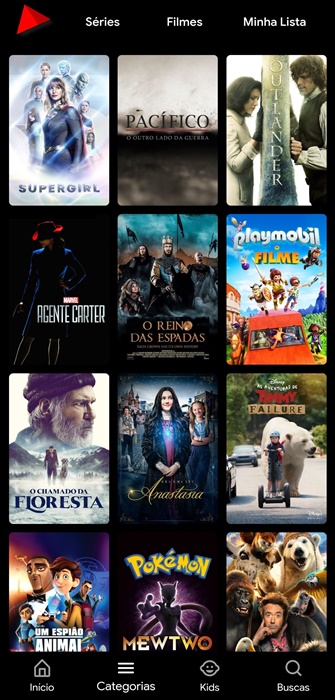 Séries
Filmes
Minha Lista
SUPERGIRL
PACÍFICO
O OUTRO LADO DA GUERRA
OUTLANDER
MARVEL
AGENTE CARTER
O REINO
DAS ESPADAS
playmobil
O FILME
O CHAMADO DA
FLORESTA
Anastasia
Disney
AS AVENTURAS DE
TIMMY
FAILURE
UM ESPIÃO
ANIMAL
POKÉMON
MEWTWO
Início
Categorias
Kids
Buscas